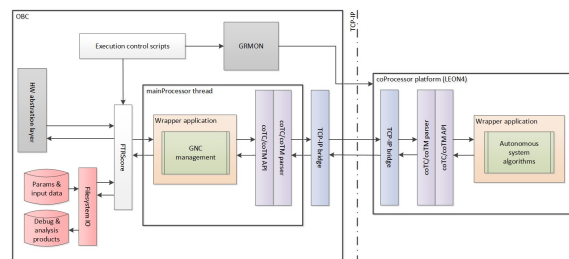 OBC
TCP-IP
Execution control scripts
GRMON
HW abstraction layer
mainProcessor thread
coProcessor platform (LEON4)
FTRScore
Wrapper application
GNC management
coTC/coTM API
coTC/coTM parser
TCP-IP bridge
TCP-IP bridge
coTC/coTM parser
coTC/coTM API
Wrapper application
Autonomous system algorithms
Params & input data
Filesystem IO
Debug & analysis products